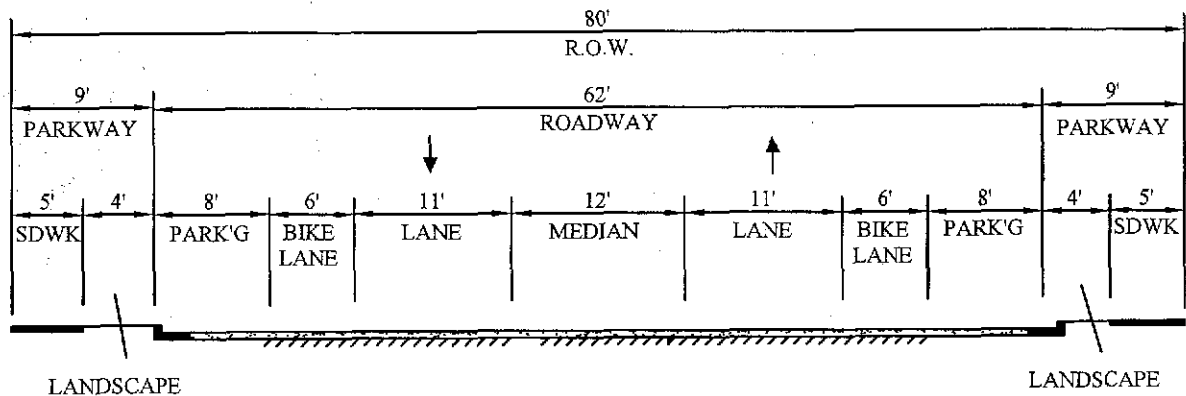 80'
R.O.W.
9' 62' 9'
PARKWAY ROADWAY PARKWAY
5' 4' 8' 6' 11' 12' 11' 6' 8' 4' 5'
SDWK PARK'G BIKE LANE MEDIAN LANE BIKE PARK'G SDWK
LANE LANE
LANDSCAPE LANDSCAPE